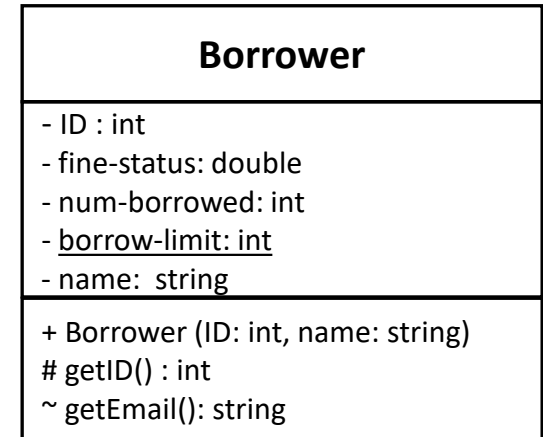 Borrower
- ID : int
- fine-status: double
- num-borrowed: int
- borrow-limit: int
- name: string
+ Borrower (ID: int, name: string)
# getID() : int
~ getEmail(): string